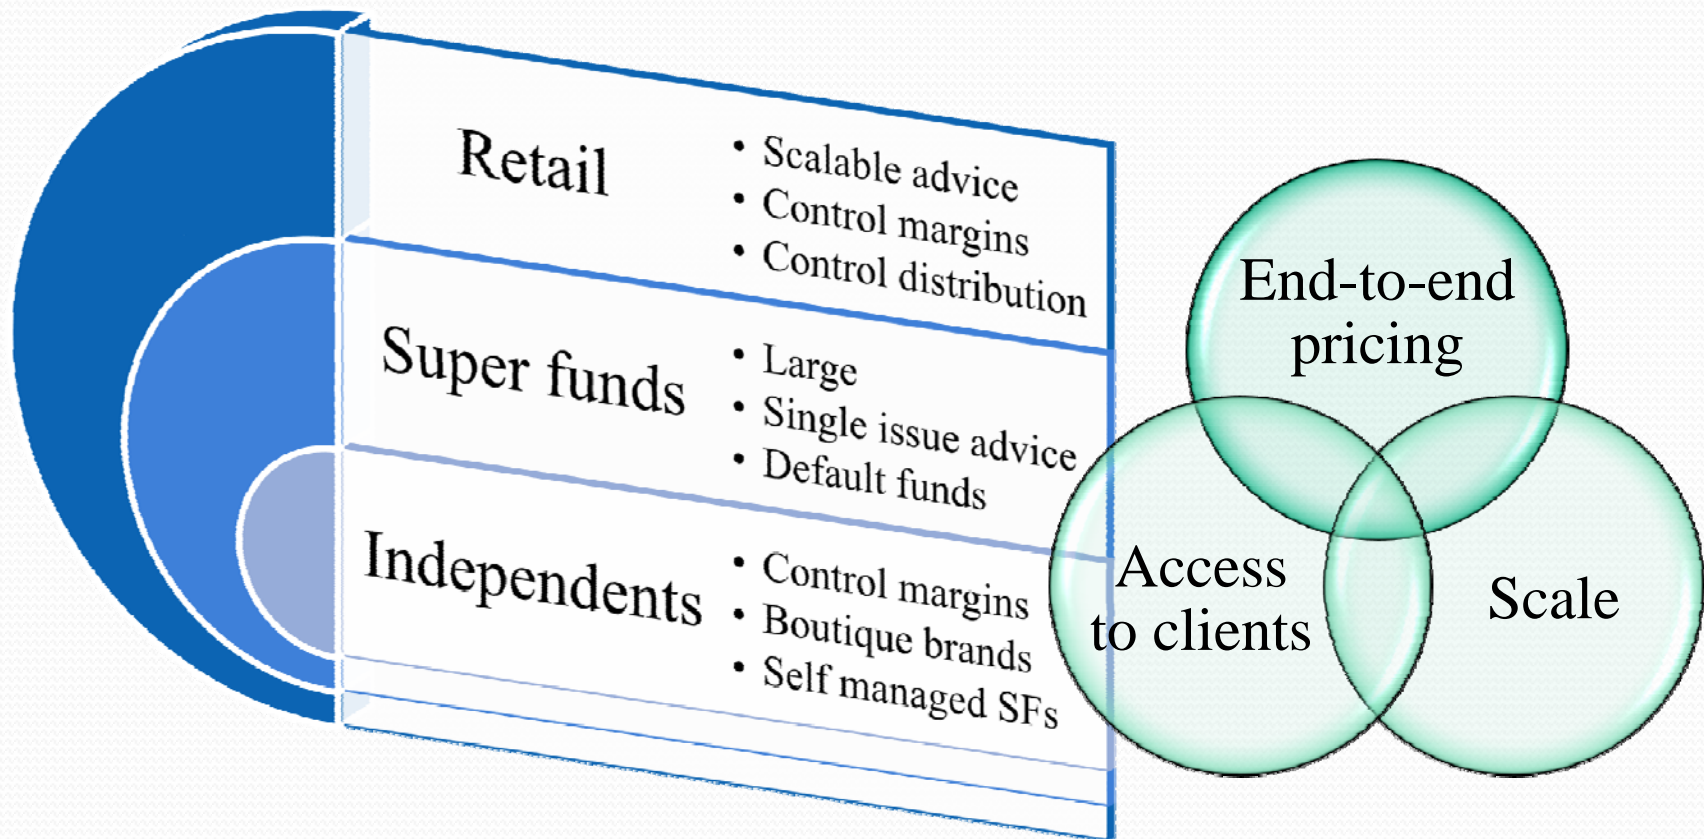 Retail
• Scalable advice
• Control margins
• Control distribution
Super funds
• Large
• Single issue advice
• Default funds
Independents
• Control margins
• Boutique brands
• Self managed SFs
End-to-end
pricing
Access
to clients
Scale